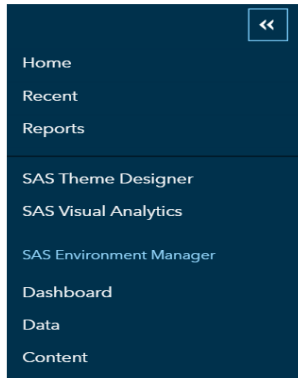 Home
Recent
Reports
SAS Theme Designer
SAS Visual Analytics
SAS Environment Manager
Dashboard
Data
Content